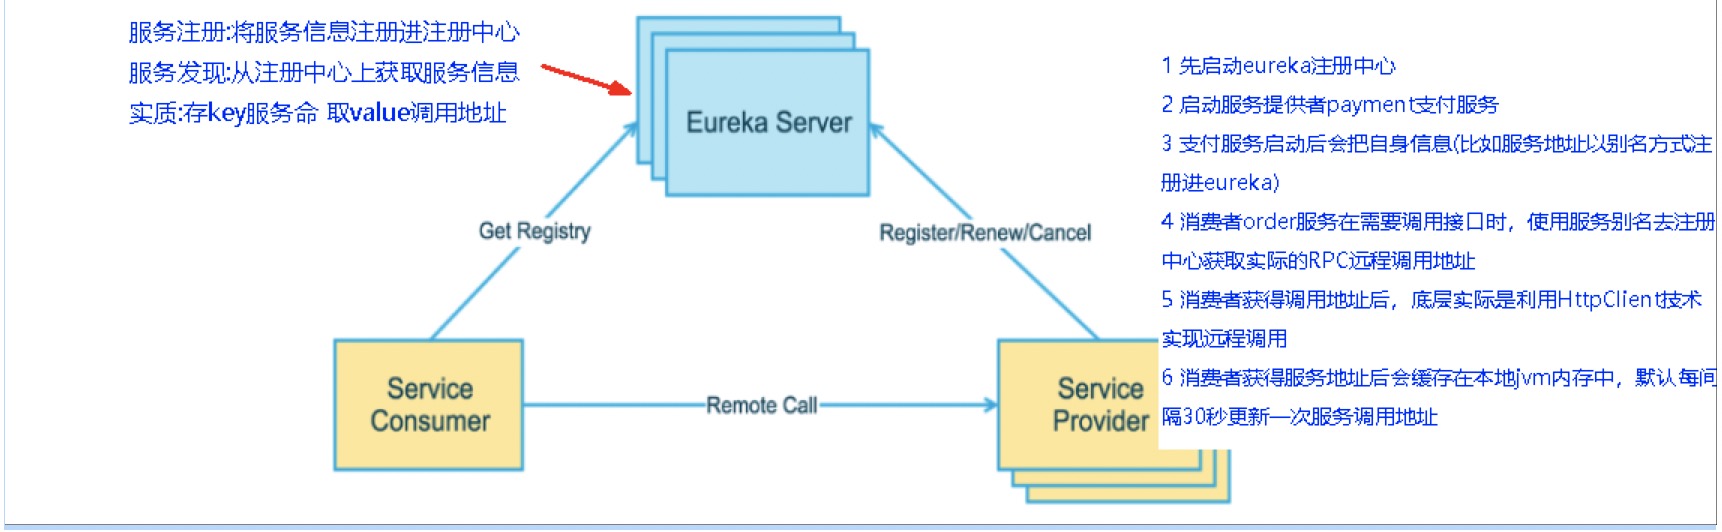 服务注册:将服务信息注册进注册中心
服务发现:从注册中心上获取服务信息
实质:存key服务命 取value调用地址
Eureka Server
Get Registry
Register/Renew/Cancel
Service
Consumer
Remote Call
Service
Provider
1 先启动eureka注册中心
2 启动服务提供者payment支付服务
3 支付服务启动后会把自身信息(比如服务地址以别名方式注
册进eureka)
4 消费者order服务在需要调用接口时，使用服务别名去注册
中心获取实际的RPC远程调用地址
5 消费者获得调用地址后，底层实际是利用HttpClient技术
实现远程调用
6 消费者获得服务地址后会缓存在本地jvm内存中，默认每间
隔30秒更新一次服务调用地址